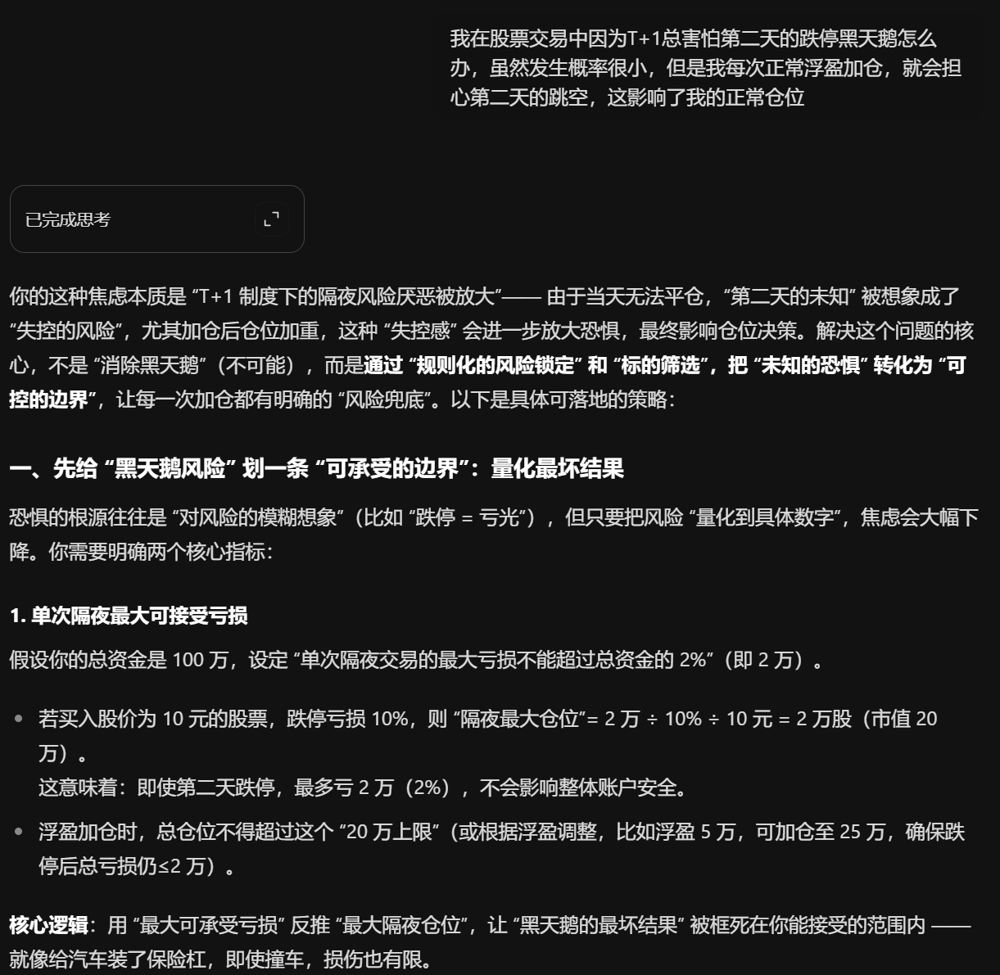 我在股票交易中因为T+1总害怕第二天的跌停黑天鹅怎么
办，虽然发生概率很小，但是我每次正常浮盈加仓，就会担
心第二天的跳空，这影响了我的正常仓位
已完成思考
你的这种焦虑本质是 “T+1 制度下的隔夜风险厌恶被放大”—— 由于当天无法平仓，“第二天的未知” 被想象成了
“失控的风险”，尤其加仓后仓位加重，这种 “失控感” 会进一步放大恐惧，最终影响仓位决策。解决这个问题的核
心，不是 “消除黑天鹅”（不可能），而是通过 “规则化的风险锁定” 和 “标的筛选”，把 “未知的恐惧” 转化为 “可
控的边界”，让每一次加仓都有明确的 “风险兜底”。以下是具体可落地的策略：
一、先给 “黑天鹅风险” 划一条 “可承受的边界”：量化最坏结果
恐惧的根源往往是 “对风险的模糊想象”（比如 “跌停 = 亏光”），但只要把风险 “量化到具体数字”，焦虑会大幅下
降。你需要明确两个核心指标：
1. 单次隔夜最大可接受亏损
假设你的总资金是 100 万，设定 “单次隔夜交易的最大亏损不能超过总资金的 2%”（即 2 万）。
• 若买入股价为 10 元的股票，跌停亏损 10%，则 “隔夜最大仓位”= 2 万 ÷ 10% ÷ 10 元 = 2 万股（市值 20
万）。
这意味着：即使第二天跌停，最多亏 2 万（2%），不会影响整体账户安全。
• 浮盈加仓时，总仓位不得超过这个 “20 万上限”（或根据浮盈调整，比如浮盈 5 万，可加仓至 25 万，确保跌
停后总亏损仍≤2 万）。
核心逻辑：用 “最大可承受亏损” 反推 “最大隔夜仓位”，让 “黑天鹅的最坏结果” 被框死在你能接受的范围内 ——
就像给汽车装了保险杠，即使撞车，损伤也有限。